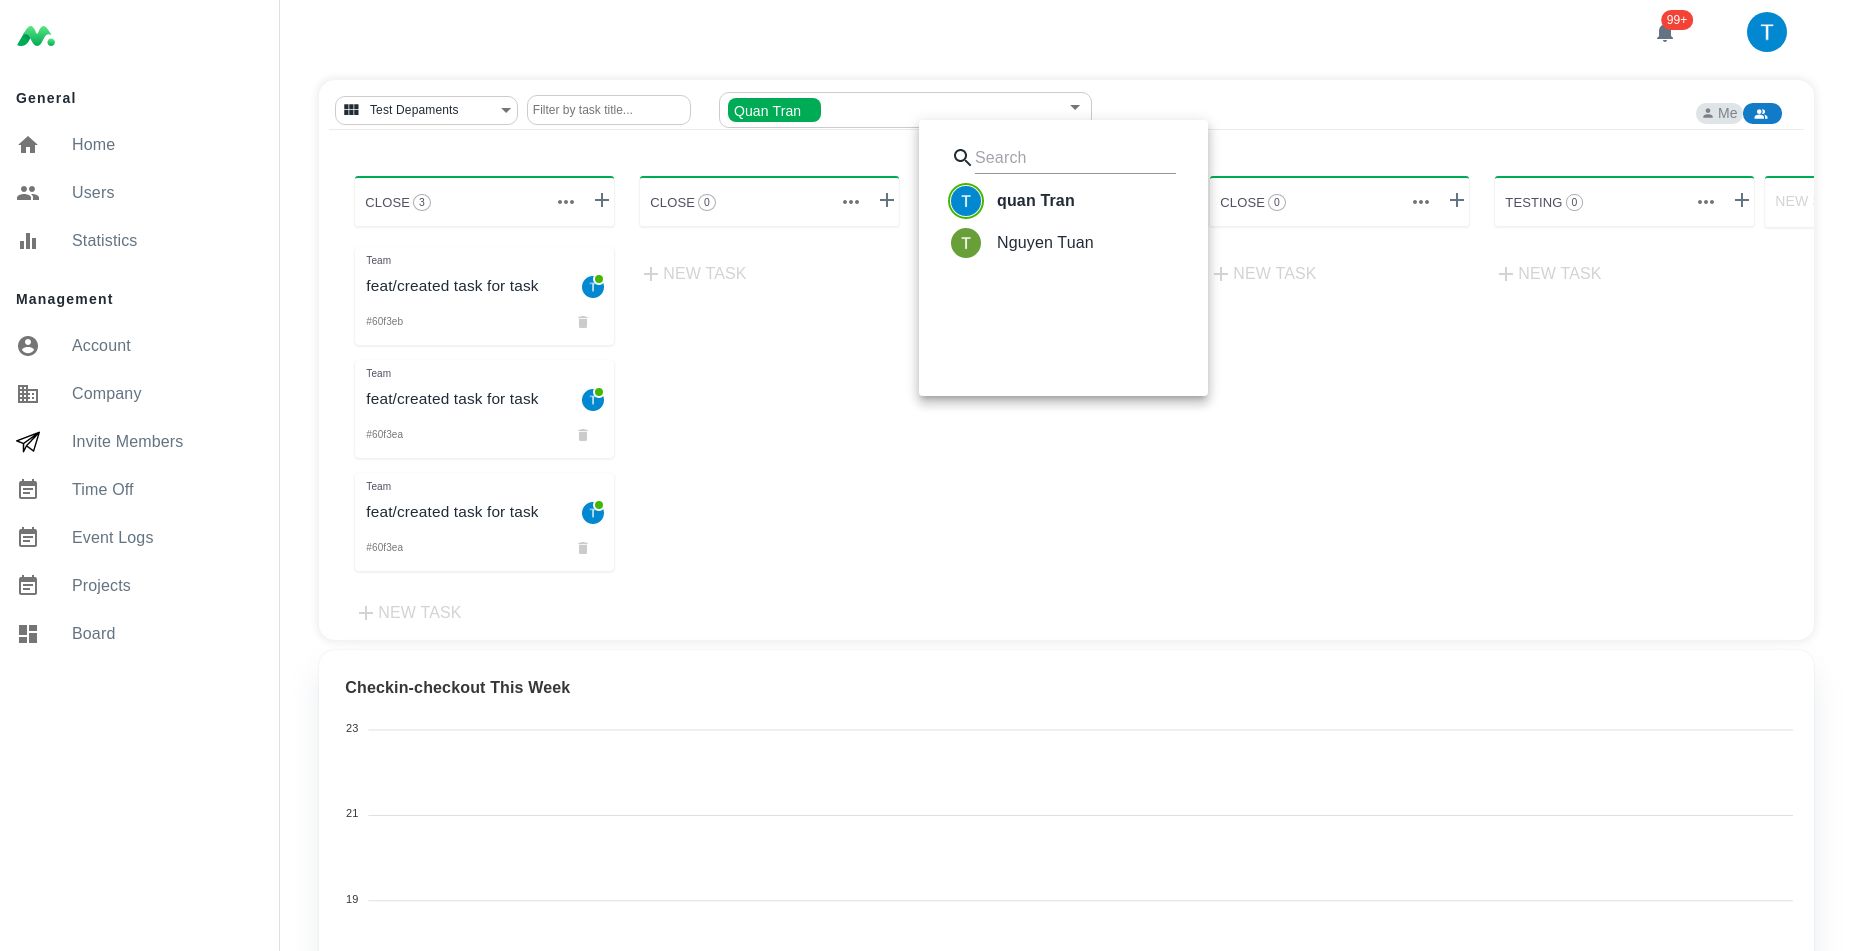 99+
T
General
Home
Users
Statistics
Management
Account
Company
Invite Members
Time Off
Event Logs
Projects
Board
Test Depaments
Filter by task title...
Quan Tran
Me
Search
T quan Tran
T Nguyen Tuan
CLOSE 3
CLOSE 0
CLOSE 0
TESTING 0
NEW
Team
feat/created task for task
T
#60f3eb
Team
feat/created task for task
T
#60f3ea
Team
feat/created task for task
T
#60f3ea
NEW TASK
NEW TASK
NEW TASK
NEW TASK
Checkin-checkout This Week
23
21
19